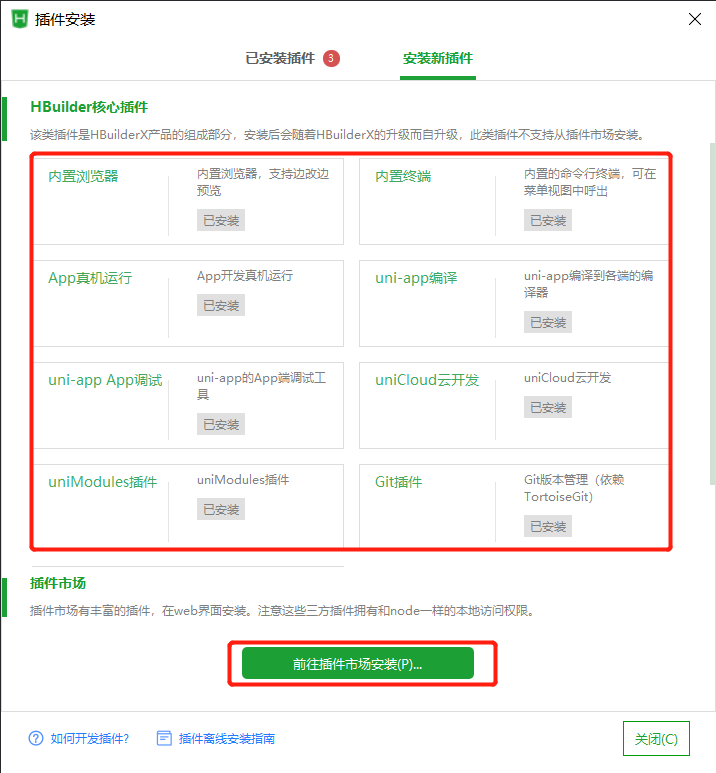 插件安装
已安装插件 3
安装新插件
HBuilder核心插件
该类插件是HBuilderX产品的组成部分，安装后会随着HBuilderX的升级而自升级，此类插件不支持从插件市场安装。
内置浏览器
内置浏览器，支持边改边
预览
已安装
内置终端
内置的命令行终端，可在
菜单视图中呼出
已安装
App真机运行
App开发真机运行
已安装
uni-app编译
uni-app编译到各端的编
译器
已安装
uni-app App调试
uni-app的App端调试工
具
已安装
uniCloud云开发
uniCloud云开发
已安装
uniModules插件
uniModules插件
已安装
Git插件
Git版本管理（依赖
TortoiseGit)
已安装
插件市场
插件市场有丰富的插件，在web界面安装。注意这些三方插件拥有和node一样的本地访问权限。
前往插件市场安装(P)...
如何开发插件?
插件离线安装指南
关闭(C)